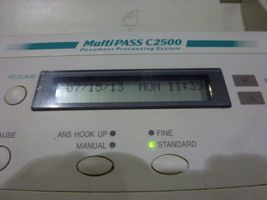 MultiPASS C2500
Document Processing System
RESUME
07/15/13 MON 11:39
ANS HOOK UP
FINE
MANUAL
STANDARD